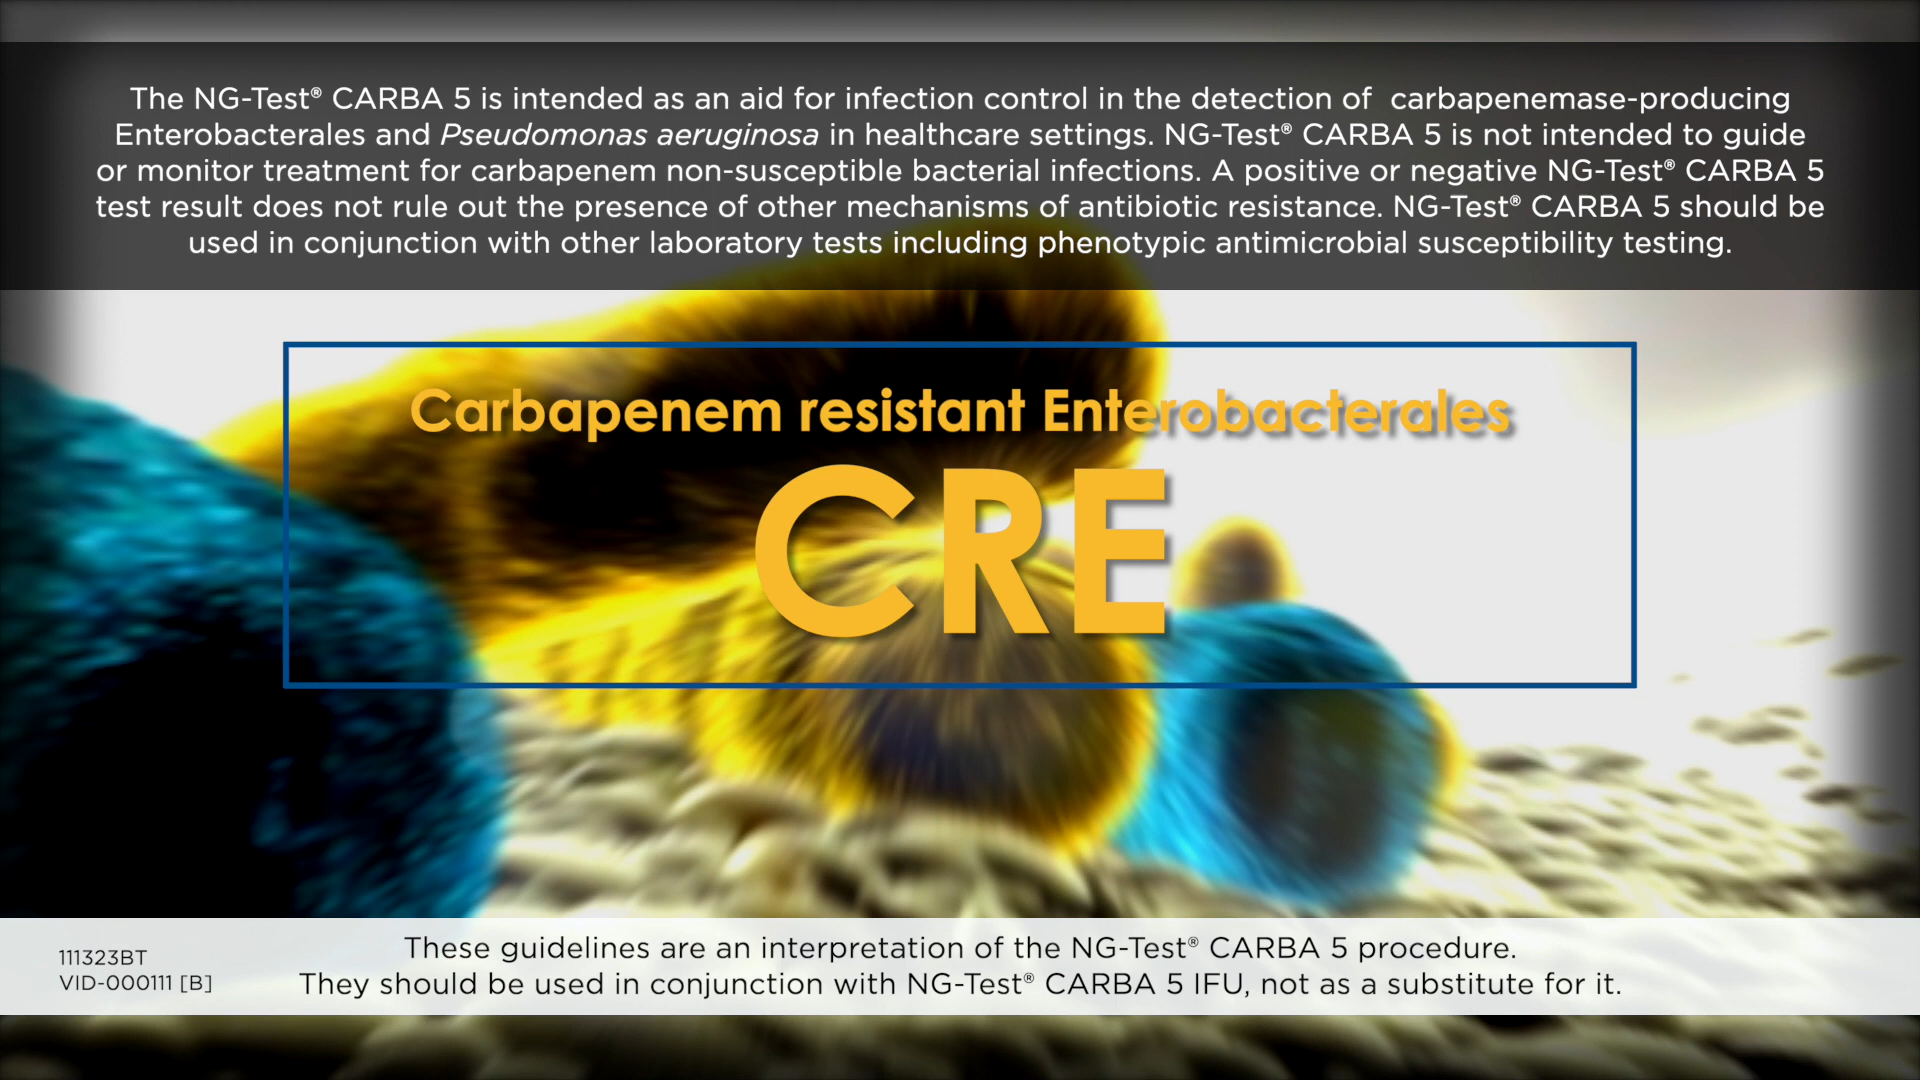 The NG-Test® CARBA 5 is intended as an aid for infection control in the detection of carbapenemase-producing
Enterobacterales and Pseudomonas aeruginosa in healthcare settings. NG-Test® CARBA 5 is not intended to guide
or monitor treatment for carbapenem non-susceptible bacterial infections. A positive or negative NG-Test® CARBA 5
test result does not rule out the presence of other mechanisms of antibiotic resistance. NG-Test® CARBA 5 should be
used in conjunction with other laboratory tests including phenotypic antimicrobial susceptibility testing.
Carbapenem resistant Enterobacterales
CRE
111323BT
VID-000111 [B]
These guidelines are an interpretation of the NG-Test® CARBA 5 procedure.
They should be used in conjunction with NG-Test® CARBA 5 IFU, not as a substitute for it.